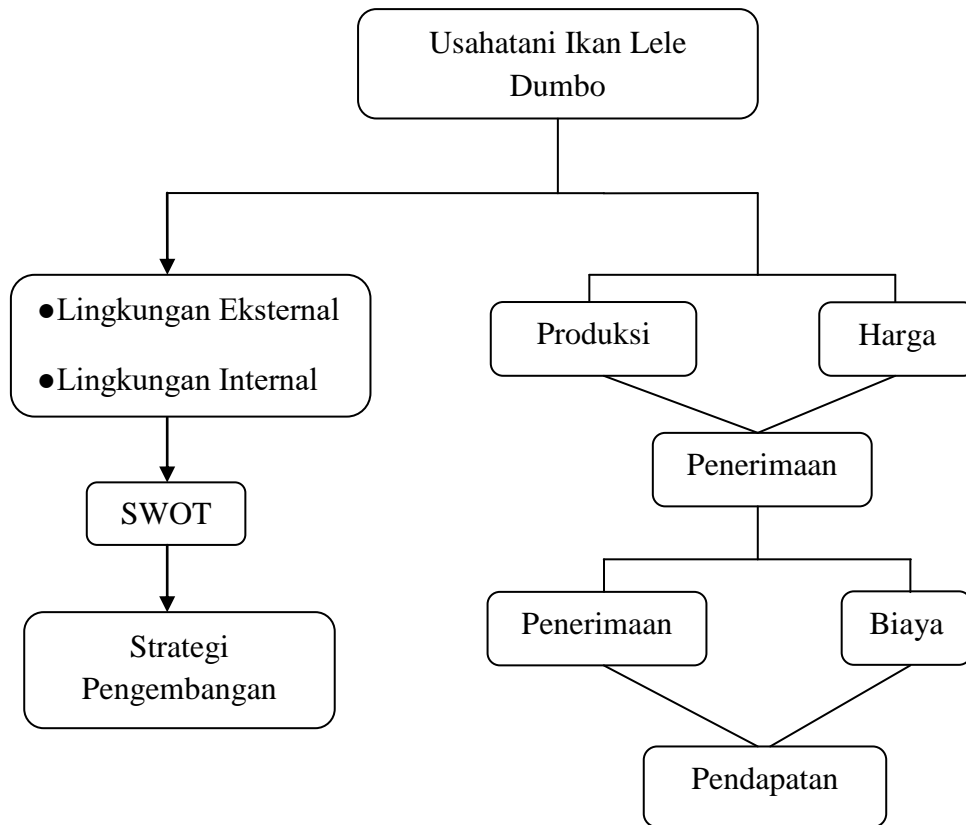 Usahatani Ikan Lele
Dumbo
●Lingkungan Eksternal
●Lingkungan Internal
SWOT
Strategi
Pengembangan
Produksi
Harga
Penerimaan
Penerimaan
Biaya
Pendapatan